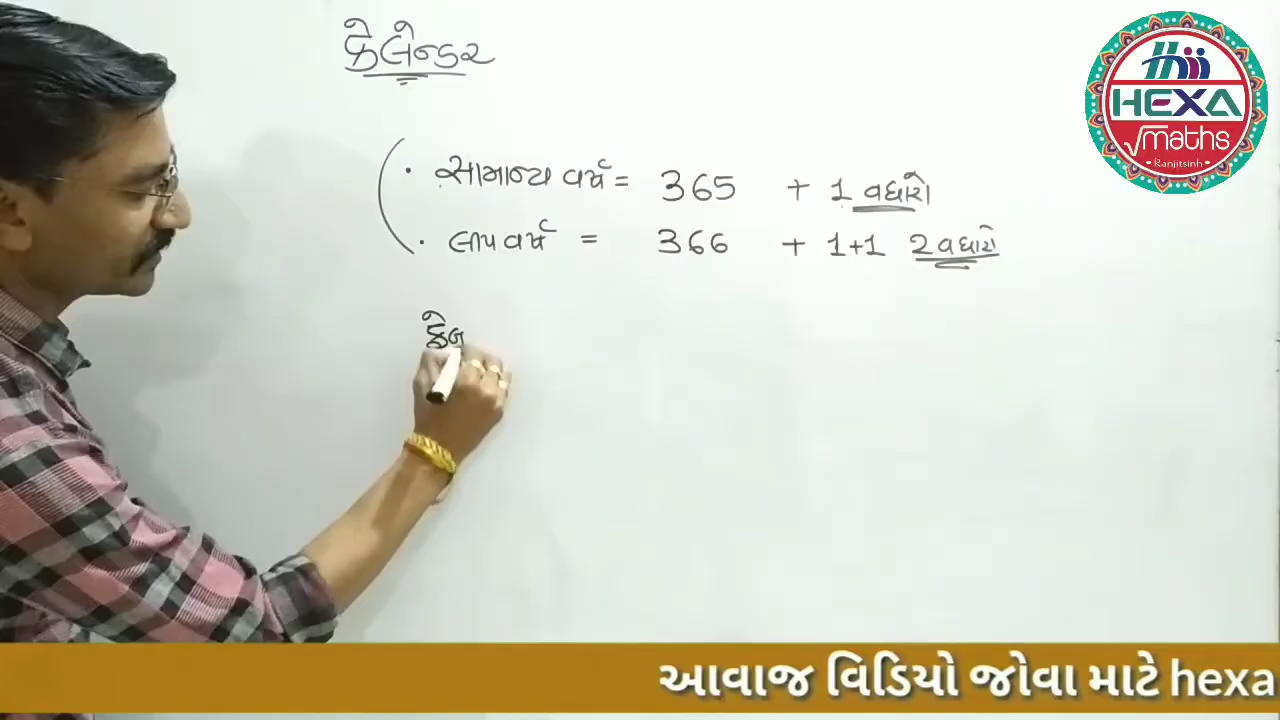 કેલેન્ડર
• સામાન્ય વર્ષ = 365 + 1 વધારો
• લીપ વર્ષ = 366 + 1+1 2 વધારો
ફેબ
HEXA
√maths
Ranjitsinh
આવાજ વિડિયો જોવા માટે hexa